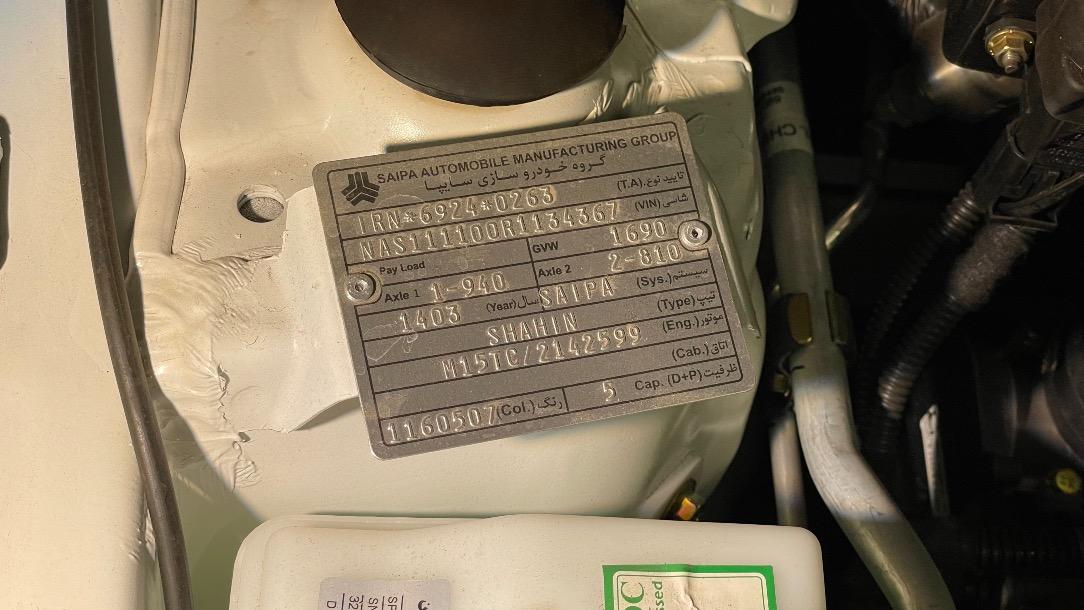 SAIPA AUTOMOBILE MANUFACTURING GROUP
گروه خودرو سازی سایپا
IRN*6924*0263 (T.A.) تایید نوع
NAS111100R1134367 (VIN) شاسی
Pay Load GVW 1690
Axle 1 1-940 Axle 2 2-810
1403 (Year) سال SAIPA (Sys.) سیستم
SHAHIN (Type) تیپ
M15TC/2142599 (Eng.) موتور
(Cab.) اتاق
1160507 (Col.) رنگ 5 Cap. (D+P) ظرفیت